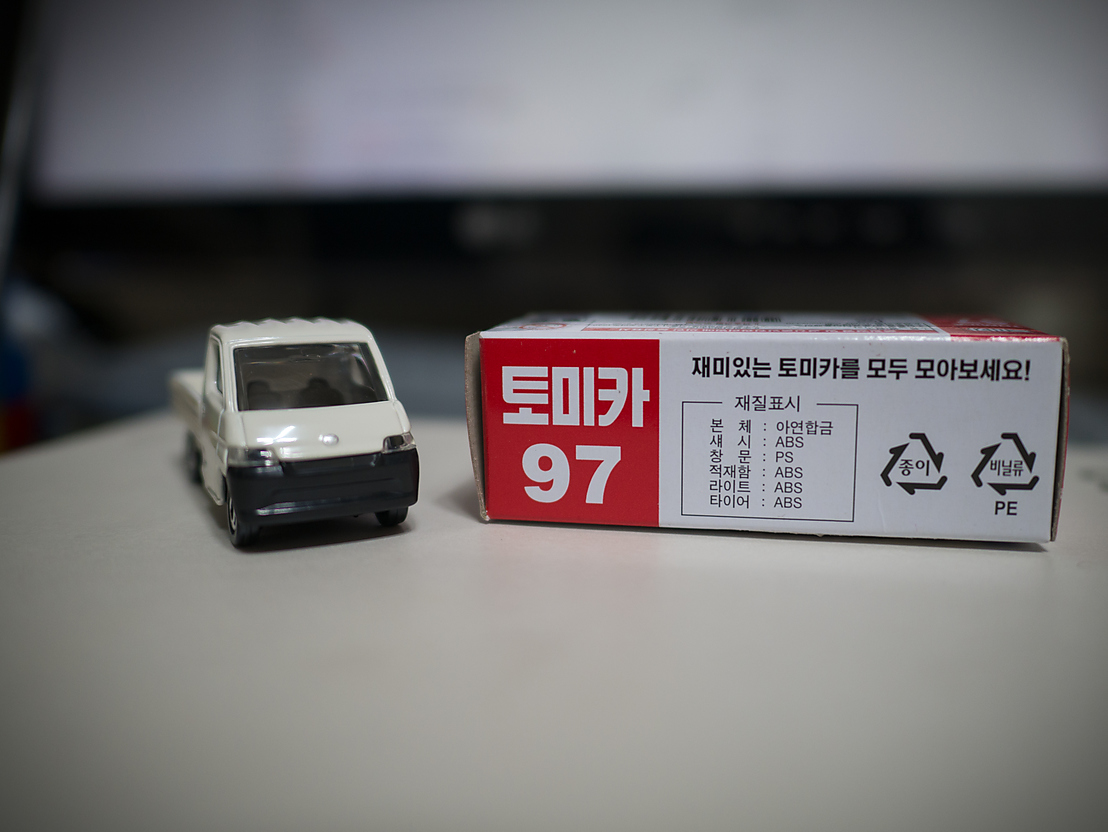 토미카
97
재미있는 토미카를 모두 모아보세요!
재질표시
본 체 : 아연합금
섀 시 : ABS
창 문 : PS
적재함 : ABS
라이트 : ABS
타이어 : ABS
종이
비닐류
PE